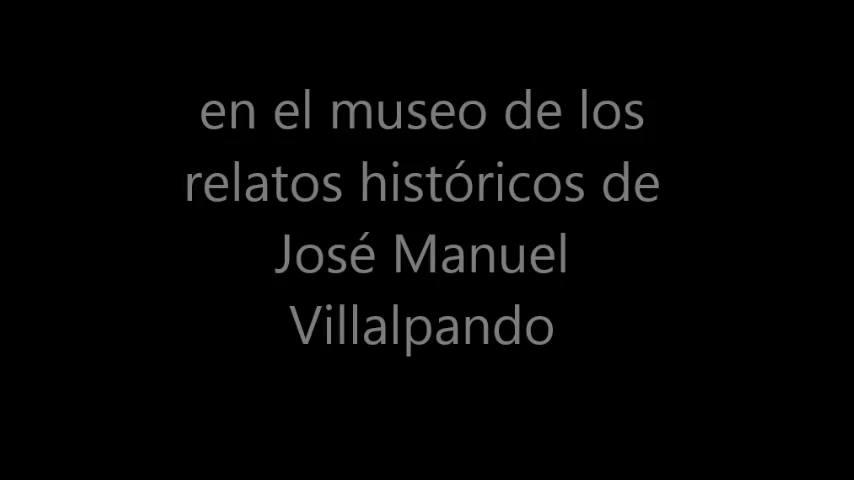 en el museo de los
relatos históricos de
José Manuel
Villalpando